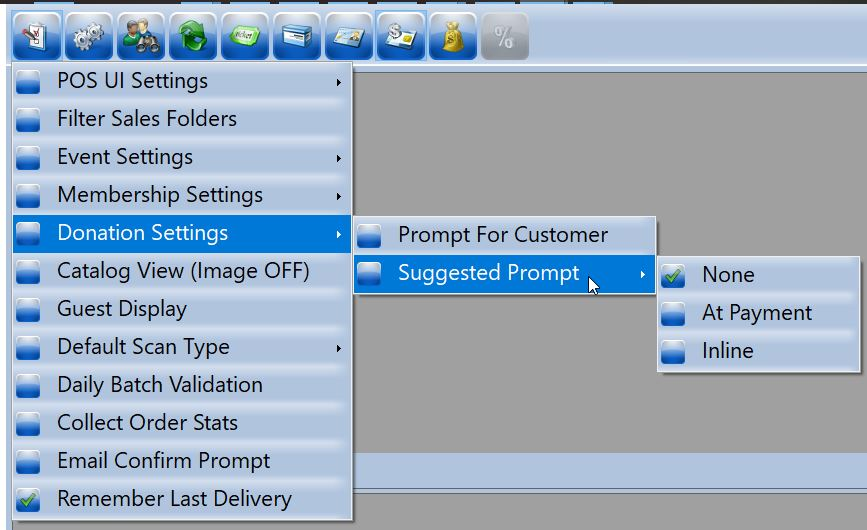 ticket
$
%
POS UI Settings
Filter Sales Folders
Event Settings
Membership Settings
Donation Settings
Catalog View (Image OFF)
Guest Display
Default Scan Type
Daily Batch Validation
Collect Order Stats
Email Confirm Prompt
Remember Last Delivery
Prompt For Customer
Suggested Prompt
None
At Payment
Inline